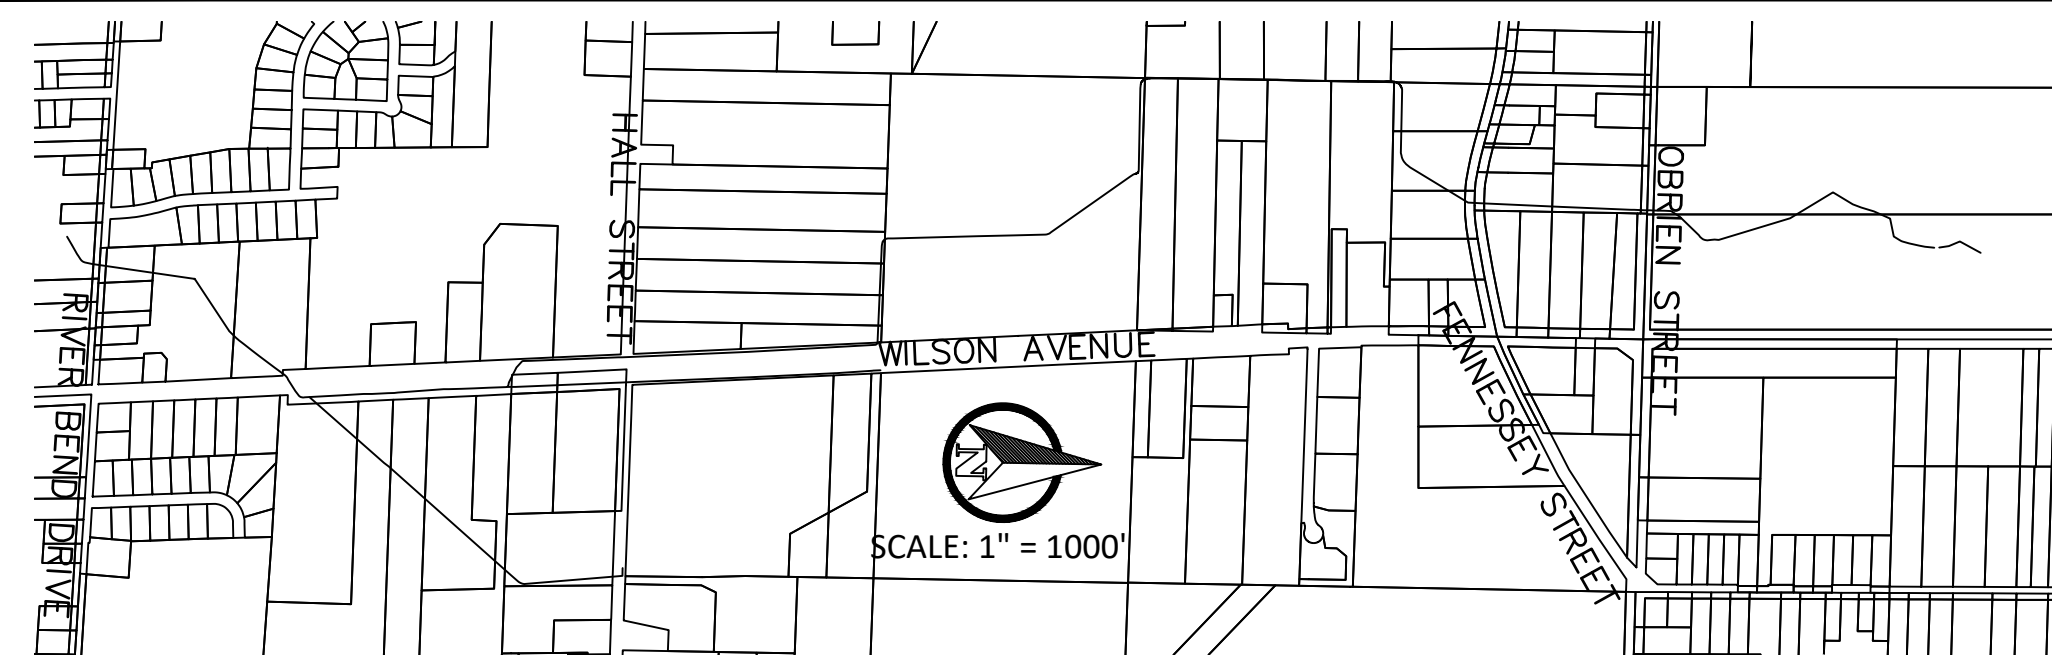 HALL STREET
OBRIEN STREET
RIVER BEND DRIVE
WILSON AVENUE
FENNESSEY STREET
N
SCALE: 1" = 1000'